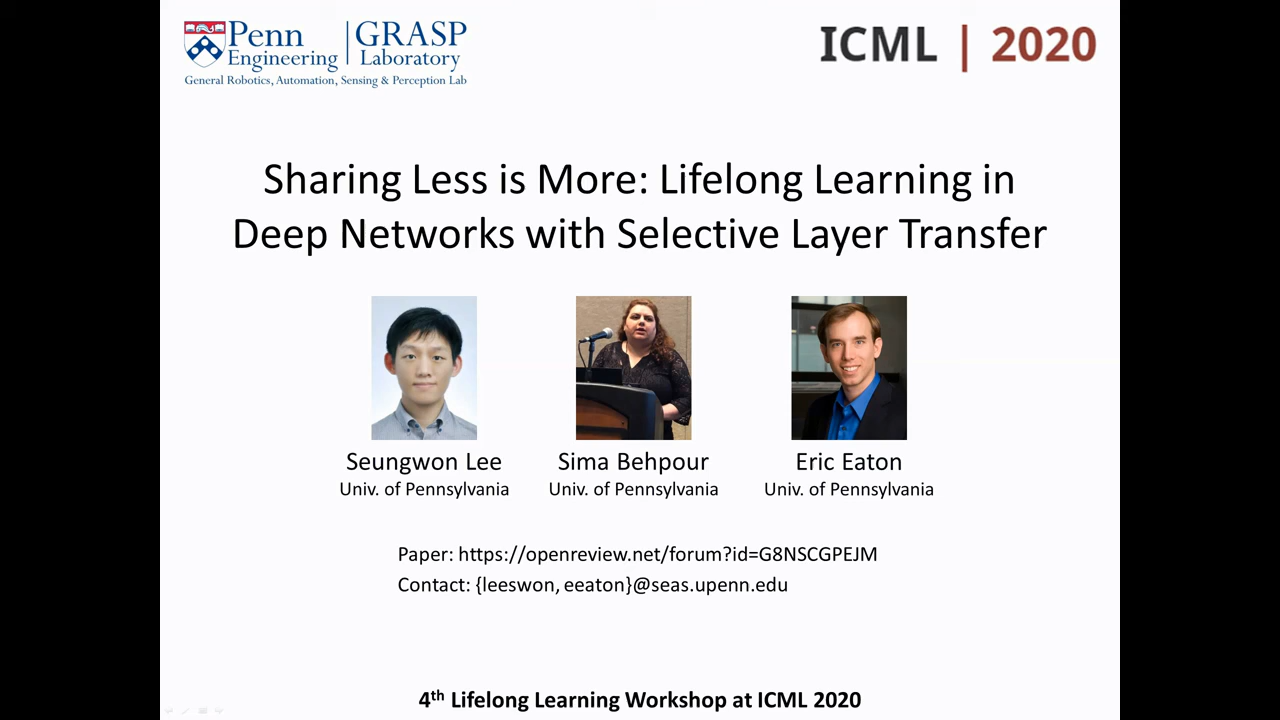 Penn Engineering | GRASP Laboratory
General Robotics, Automation, Sensing & Perception Lab
ICML | 2020
Sharing Less is More: Lifelong Learning in
Deep Networks with Selective Layer Transfer
Seungwon Lee
Univ. of Pennsylvania
Sima Behpour
Univ. of Pennsylvania
Eric Eaton
Univ. of Pennsylvania
Paper: https://openreview.net/forum?id=G8NSCGPEJM
Contact: {leeswon, eeaton}@seas.upenn.edu
4th Lifelong Learning Workshop at ICML 2020